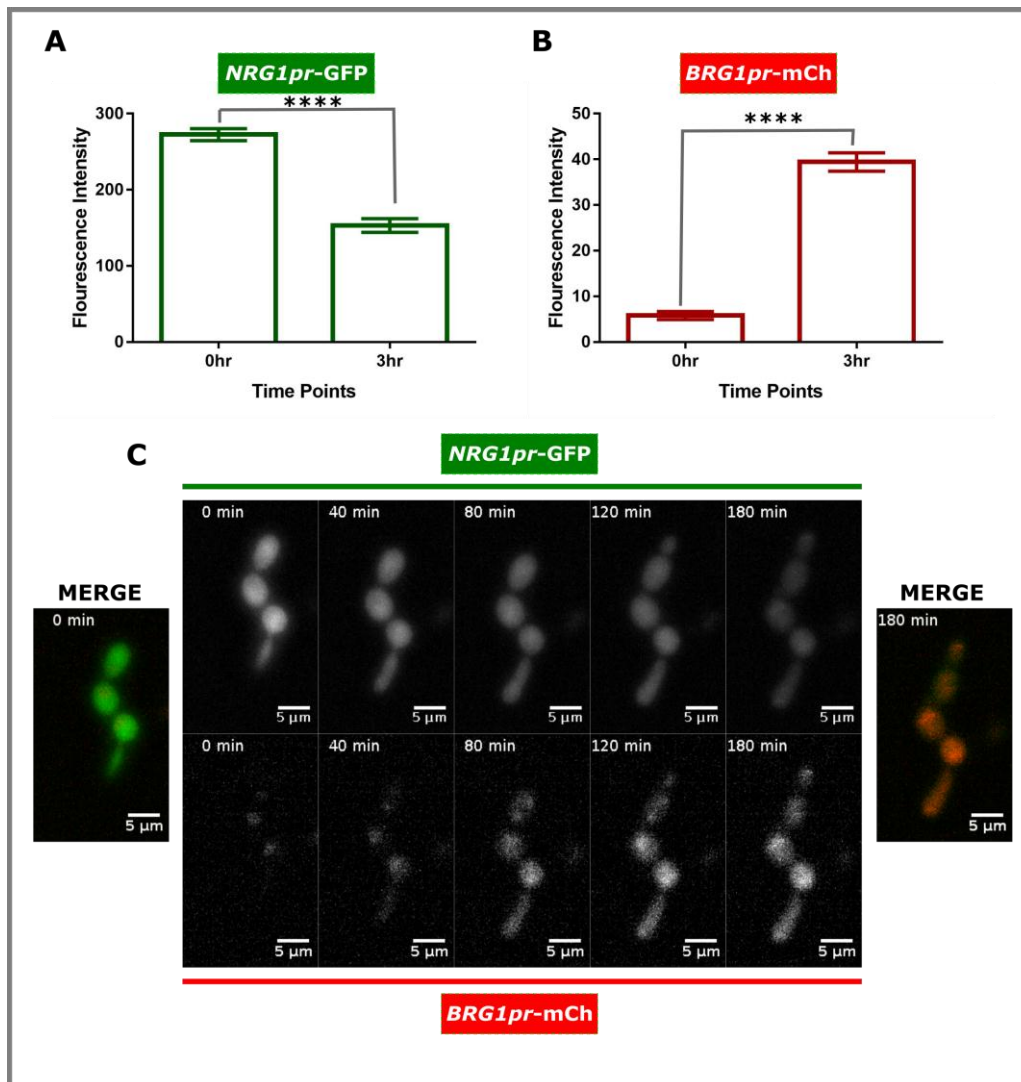 A
NRG1pr-GFP
****
Flourescence Intensity
300
200
100
0
0hr
3hr
Time Points
B
BRG1pr-mCh
****
Flourescence Intensity
50
40
30
20
10
0
0hr
3hr
Time Points
C
NRG1pr-GFP
MERGE
0 min
5 µm
0 min
40 min
80 min
120 min
180 min
5 µm
5 µm
5 µm
5 µm
5 µm
0 min
40 min
80 min
120 min
180 min
5 µm
5 µm
5 µm
5 µm
5 µm
MERGE
180 min
5 µm
BRG1pr-mCh